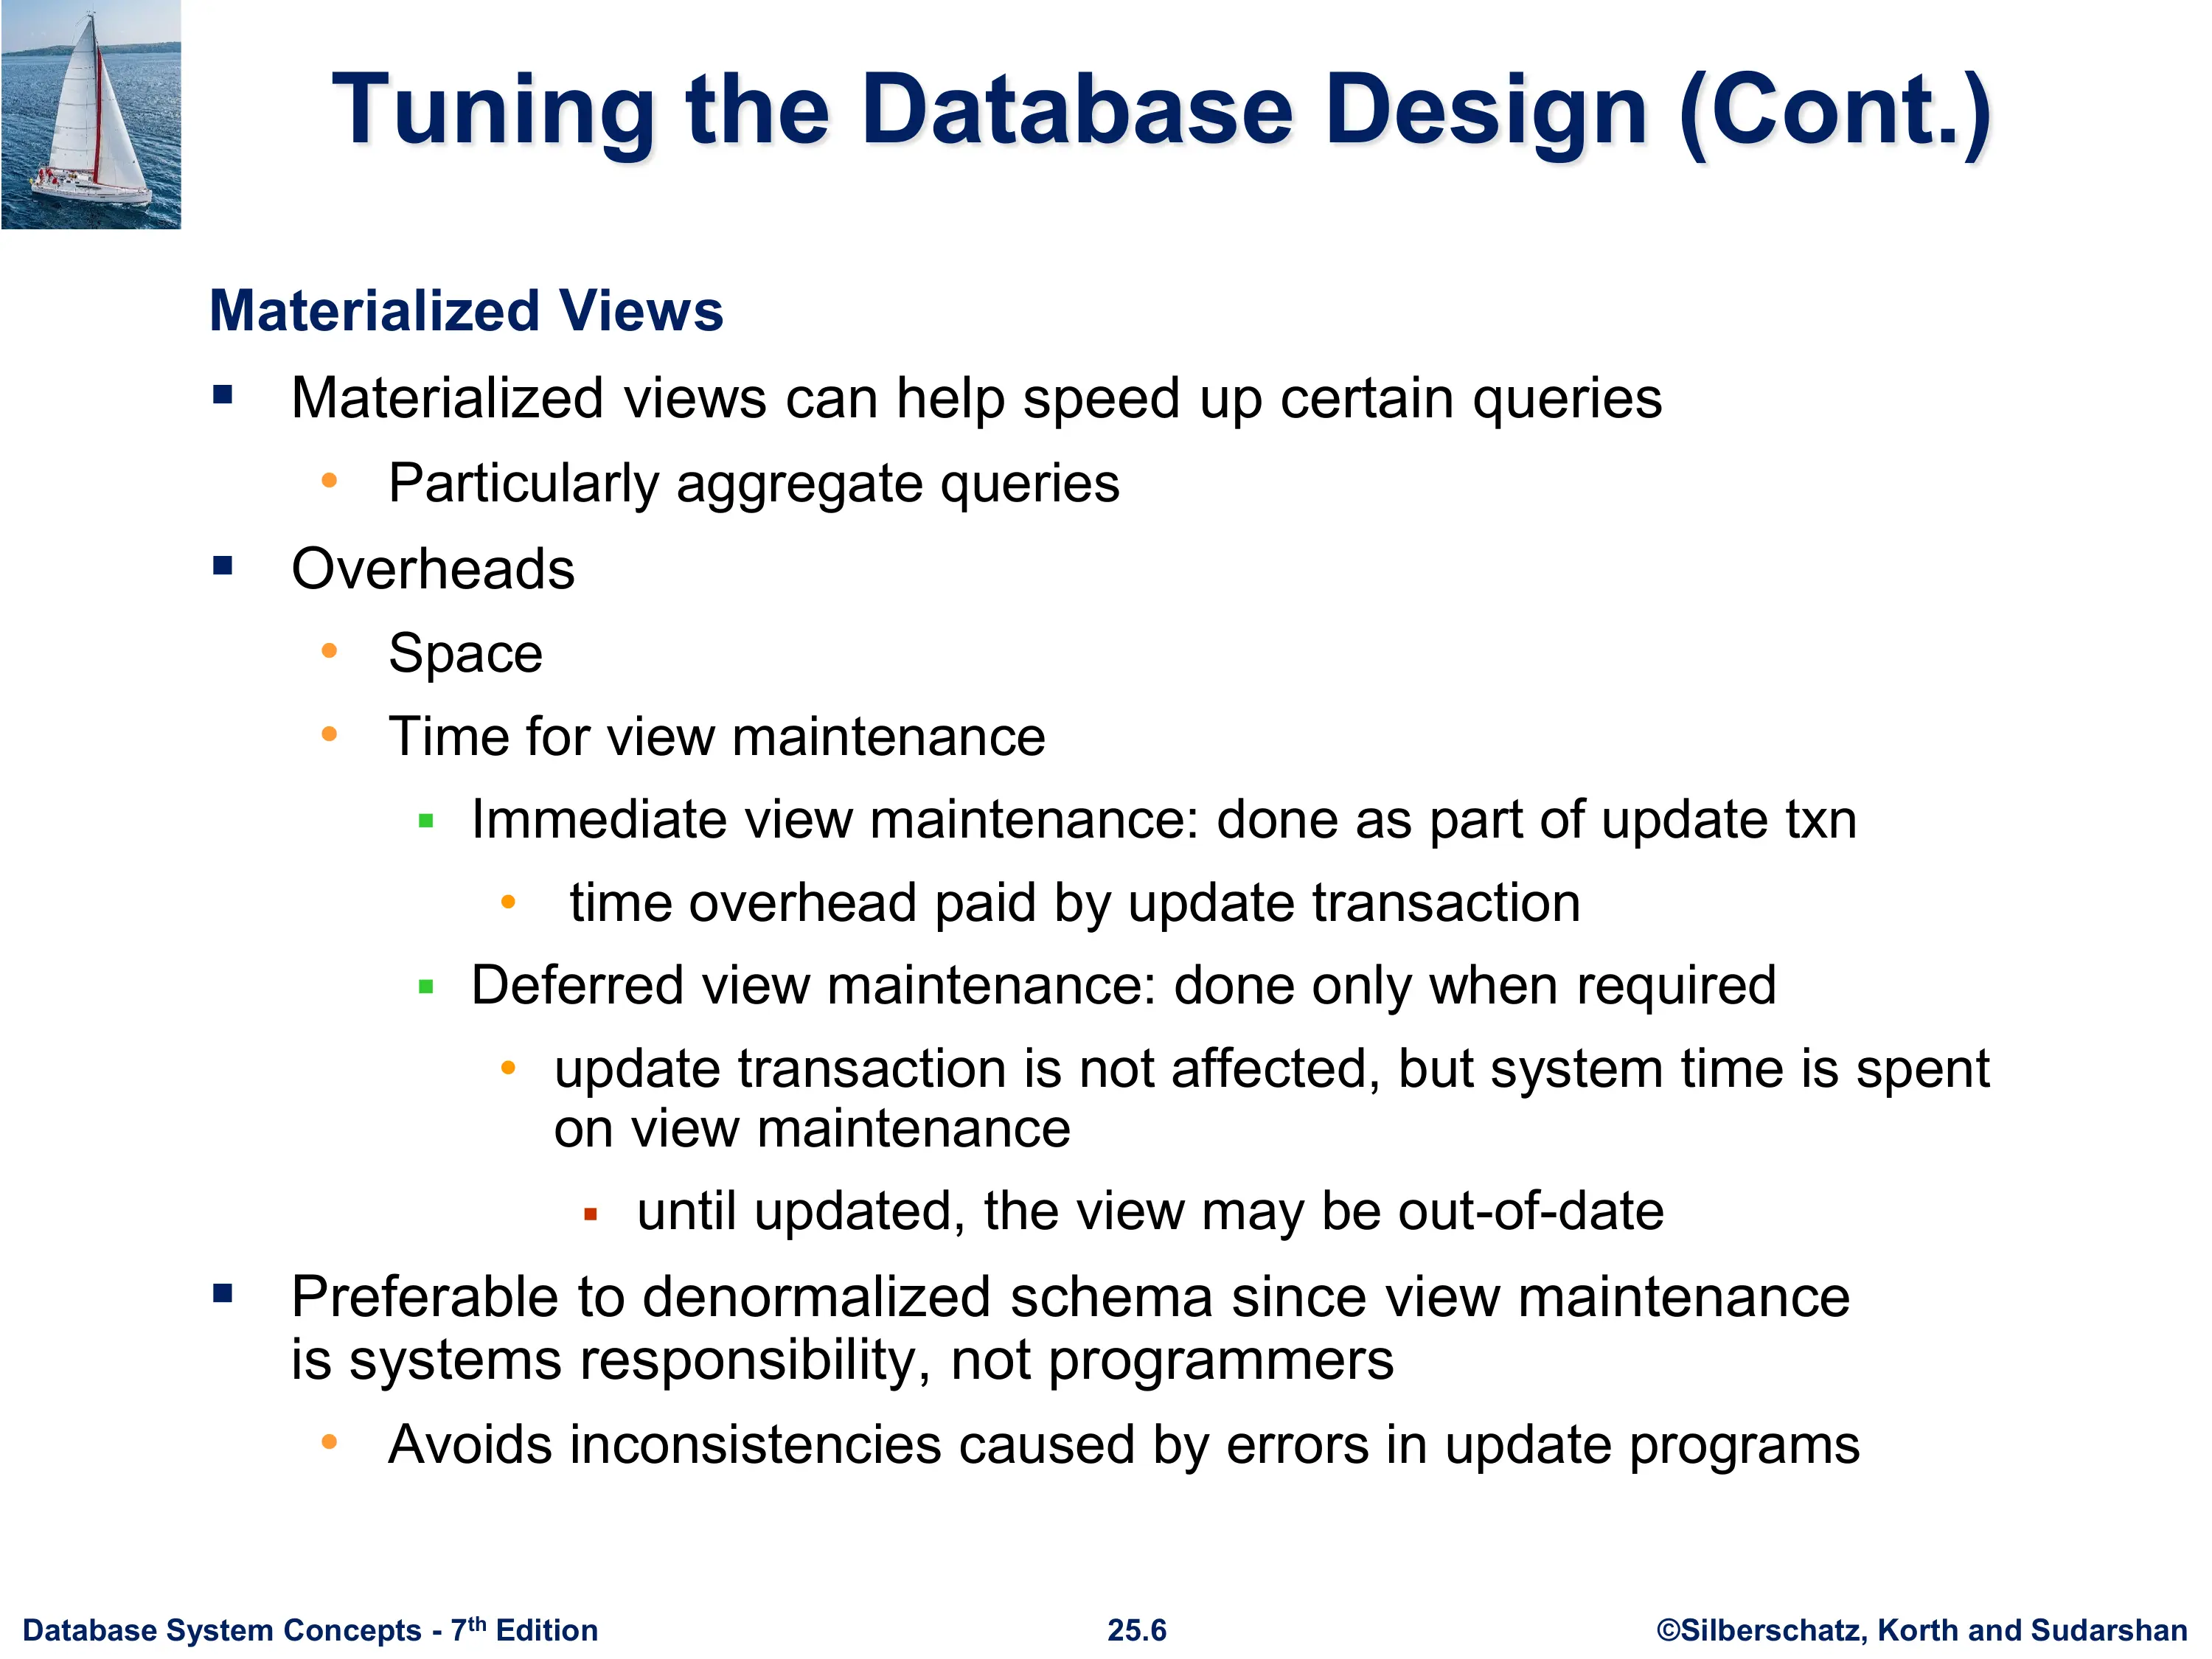 Tuning the Database Design (Cont.)
Materialized Views
Materialized views can help speed up certain queries
Particularly aggregate queries
Overheads
Space
Time for view maintenance
Immediate view maintenance: done as part of update txn
time overhead paid by update transaction
Deferred view maintenance: done only when required
update transaction is not affected, but system time is spent
on view maintenance
until updated, the view may be out-of-date
Preferable to denormalized schema since view maintenance
is systems responsibility, not programmers
Avoids inconsistencies caused by errors in update programs
Database System Concepts - 7th Edition
25.6
©Silberschatz, Korth and Sudarshan